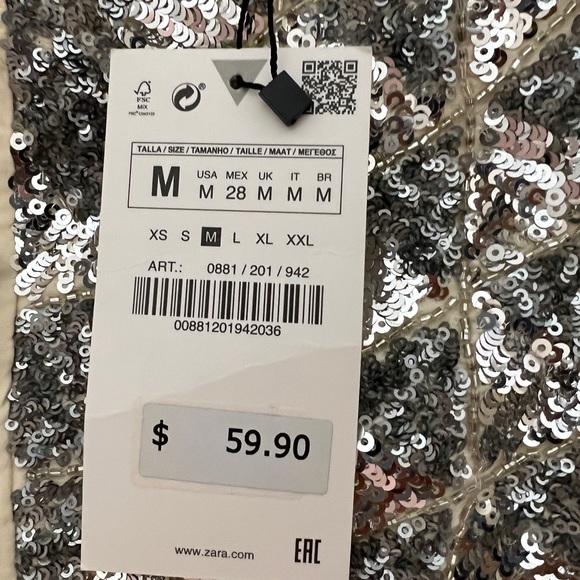 FSC
MIX
®
TALLA / SIZE / TAMANHO / TAILLE / MAAT / ΜΕΓΕΘΟΣ
M
USA MEX UK IT BR
M 28 M M M
XS S M L XL XXL
ART.: 0881 / 201 / 942
00881201942036
$ 59.90
www.zara.com
EAC